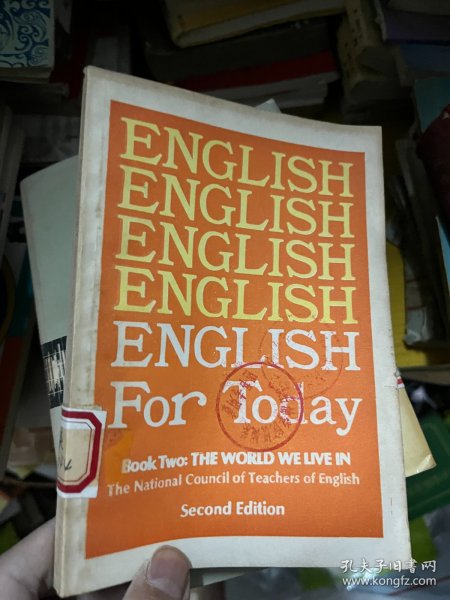 ENGLISH
ENGLISH
ENGLISH
ENGLISH
ENGLISH
For Today
Book Two: THE WORLD WE LIVE IN
The National Council of Teachers of English
Second Edition
孔夫子旧书网
www.kongfz.com